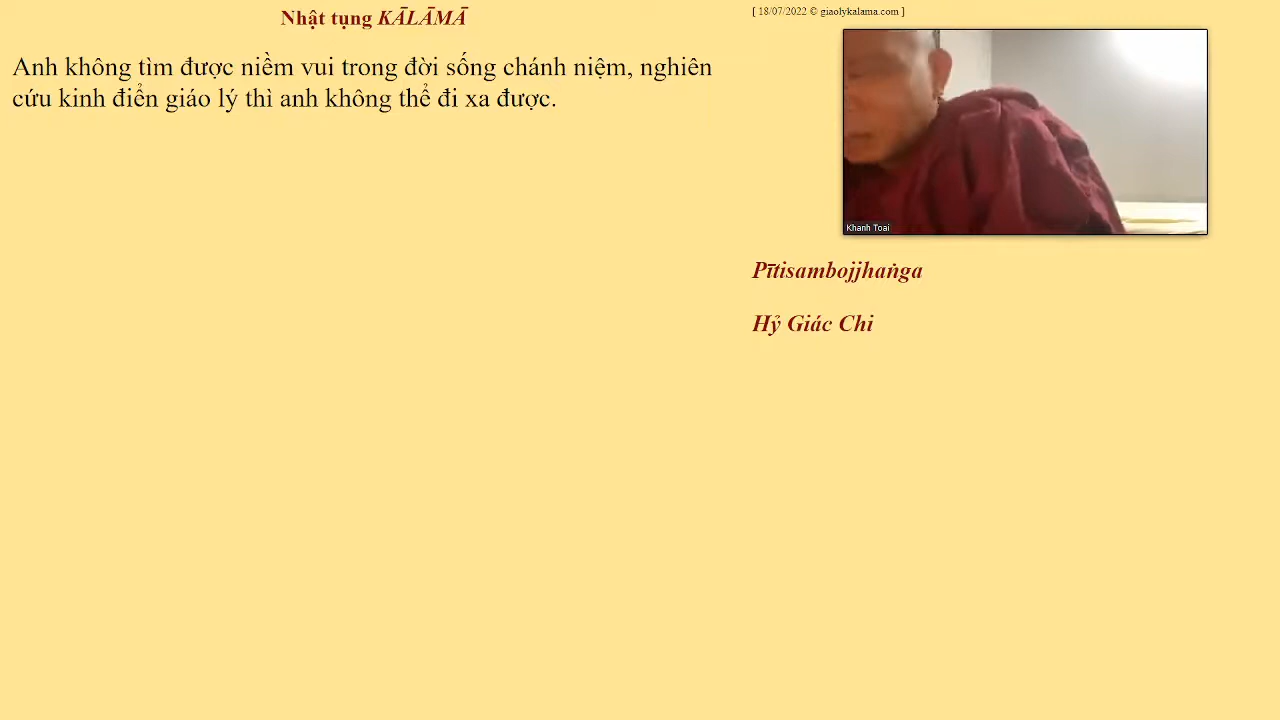 Nhật tụng KĀLĀMĀ
Anh không tìm được niềm vui trong đời sống chánh niệm, nghiên
cứu kinh điển giáo lý thì anh không thể đi xa được.
[ 18/07/2022 © giaolykalama.com ]
Khanh Toai
Pītisambojjhaṅga
Hỷ Giác Chi